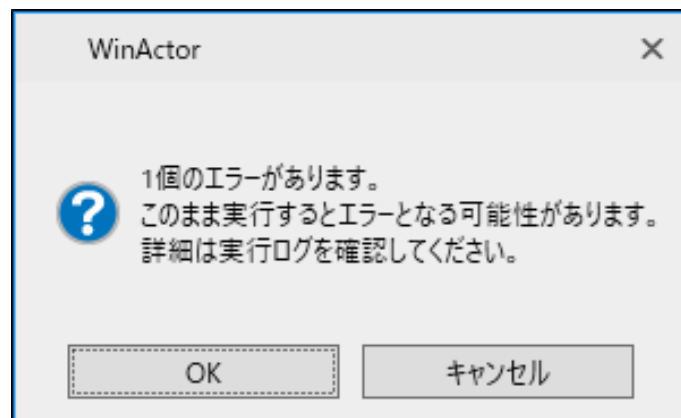 WinActor
1個のエラーがあります。
このまま実行するとエラーとなる可能性があります。
詳細は実行ログを確認してください。
OK
キャンセル